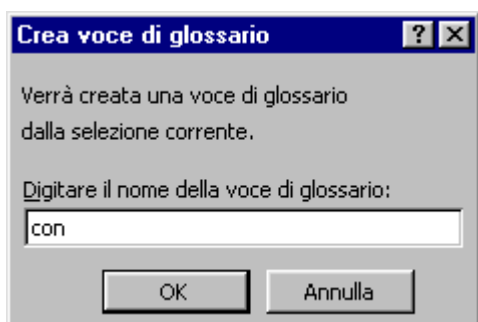 Crea voce di glossario
Verrà creata una voce di glossario
dalla selezione corrente.
Digitare il nome della voce di glossario:
con
OK Annulla